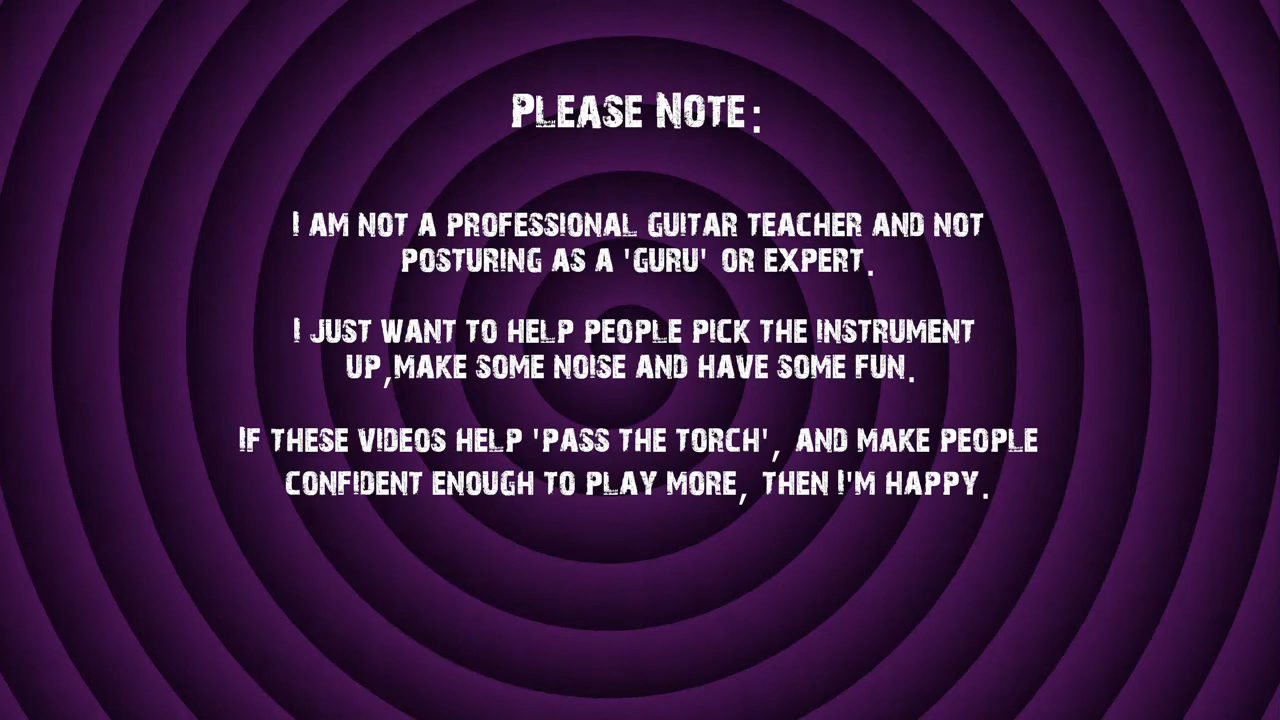 Please Note:
I am not a professional guitar teacher and not
posturing as a 'guru' or expert.
I just want to help people pick the instrument
up,make some noise and have some fun.
If these videos help 'pass the torch', and make people
confident enough to play more, then I'm happy.